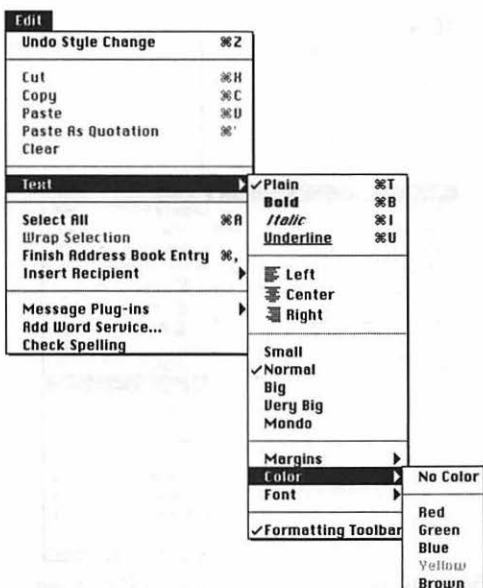 Edit
Undo Style Change ⌘Z
Cut ⌘X
Copy ⌘C
Paste ⌘V
Paste As Quotation ⌘'
Clear
Text
Select All ⌘A
Wrap Selection
Finish Address Book Entry ⌘,
Insert Recipient
Message Plug-ins
Add Word Service...
Check Spelling
✓Plain ⌘T
Bold ⌘B
Italic ⌘I
Underline ⌘U
Left
Center
Right
Small
✓Normal
Big
Very Big
Mondo
Margins
Color
Font
✓Formatting Toolbar
No Color
Red
Green
Blue
Yellow
Brown